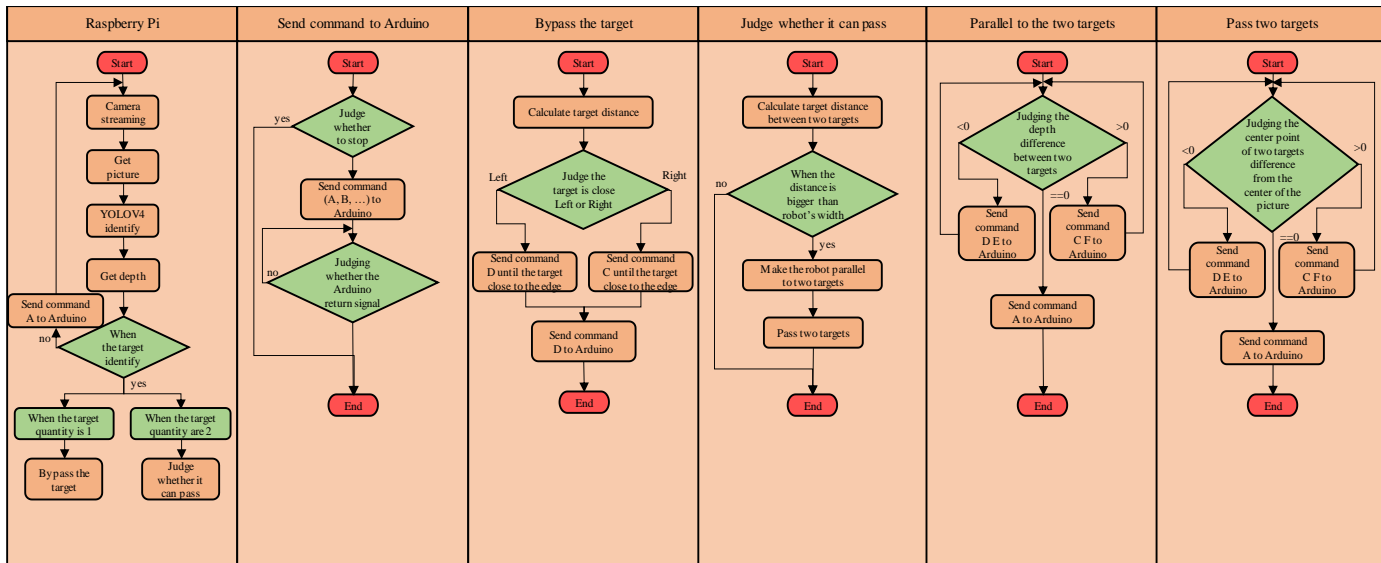 Raspberry Pi
Start
Camera
streaming
Get
picture
YOLOV4
identify
Get depth
Send command
A to Arduino
no
When
the target
identify
yes
When the target
quantity is 1
When the target
quantity are 2
Bypass the
target
Judge
whether it
can pass
Send command to Arduino
Start
yes
Judge
whether
to stop
Send command
(A, B, …) to
Arduino
no
Judging
whether the
Arduino
return signal
End
Bypass the target
Start
Calculate target distance
Left
Right
Judge the
target is close
Left or Right
Send command
D until the target
close to the edge
Send command
C until the target
close to the edge
Send command
D to Arduino
End
Judge whether it can pass
Start
Calculate target distance
between two targets
no
When the
distance is
bigger than
robot's width
yes
Make the robot parallel
to two targets
Pass two targets
End
Parallel to the two targets
Start
<0
>0
Judging the
depth
difference
between two
targets
==0
Send
command
D E to
Arduino
Send
command
C F to
Arduino
Send command
A to Arduino
End
Pass two targets
Start
<0
>0
Judging the
center point
of two targets
difference
from the
center of the
picture
==0
Send
command
D E to
Arduino
Send
command
C F to
Arduino
Send command
A to Arduino
End